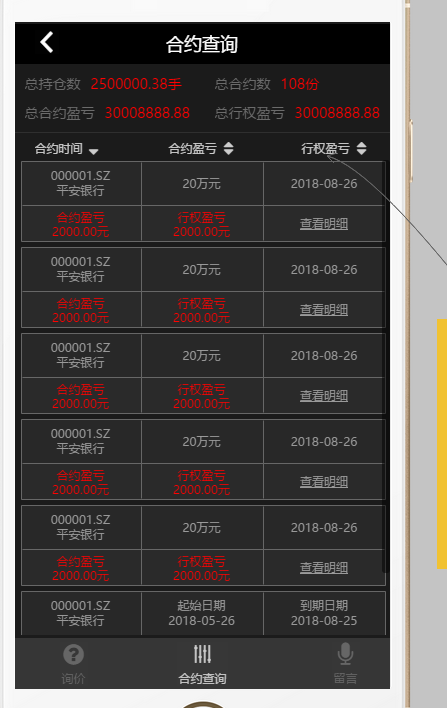 合约查询
总持仓数 2500000.38手 总合约数 108份
总合约盈亏 30008888.88 总行权盈亏 30008888.88
合约时间 合约盈亏 行权盈亏
000001.SZ
平安银行
20万元
2018-08-26
合约盈亏
2000.00元
行权盈亏
2000.00元
查看明细
000001.SZ
平安银行
20万元
2018-08-26
合约盈亏
2000.00元
行权盈亏
2000.00元
查看明细
000001.SZ
平安银行
20万元
2018-08-26
合约盈亏
2000.00元
行权盈亏
2000.00元
查看明细
000001.SZ
平安银行
20万元
2018-08-26
合约盈亏
2000.00元
行权盈亏
2000.00元
查看明细
000001.SZ
平安银行
20万元
2018-08-26
合约盈亏
2000.00元
行权盈亏
2000.00元
查看明细
000001.SZ
平安银行
起始日期
2018-05-26
到期日期
2018-08-25
询价 合约查询 留言